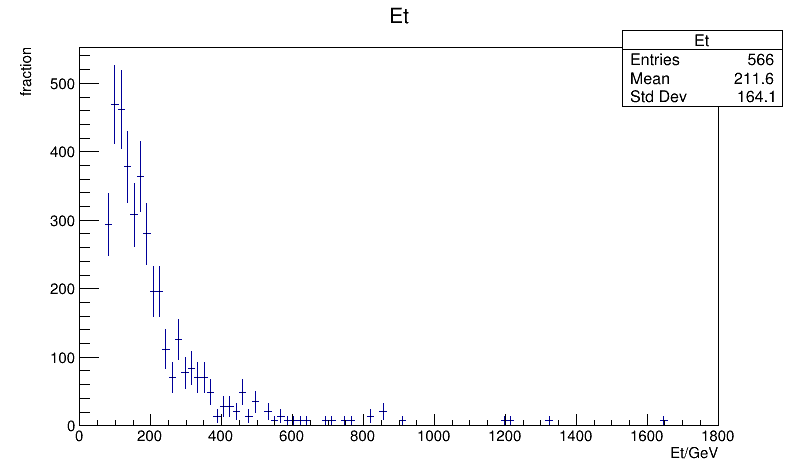 Et
Et
Entries 566
Mean 211.6
Std Dev 164.1
fraction
500
400
300
200
100
0
0 200 400 600 800 1000 1200 1400 1600 1800
Et/GeV